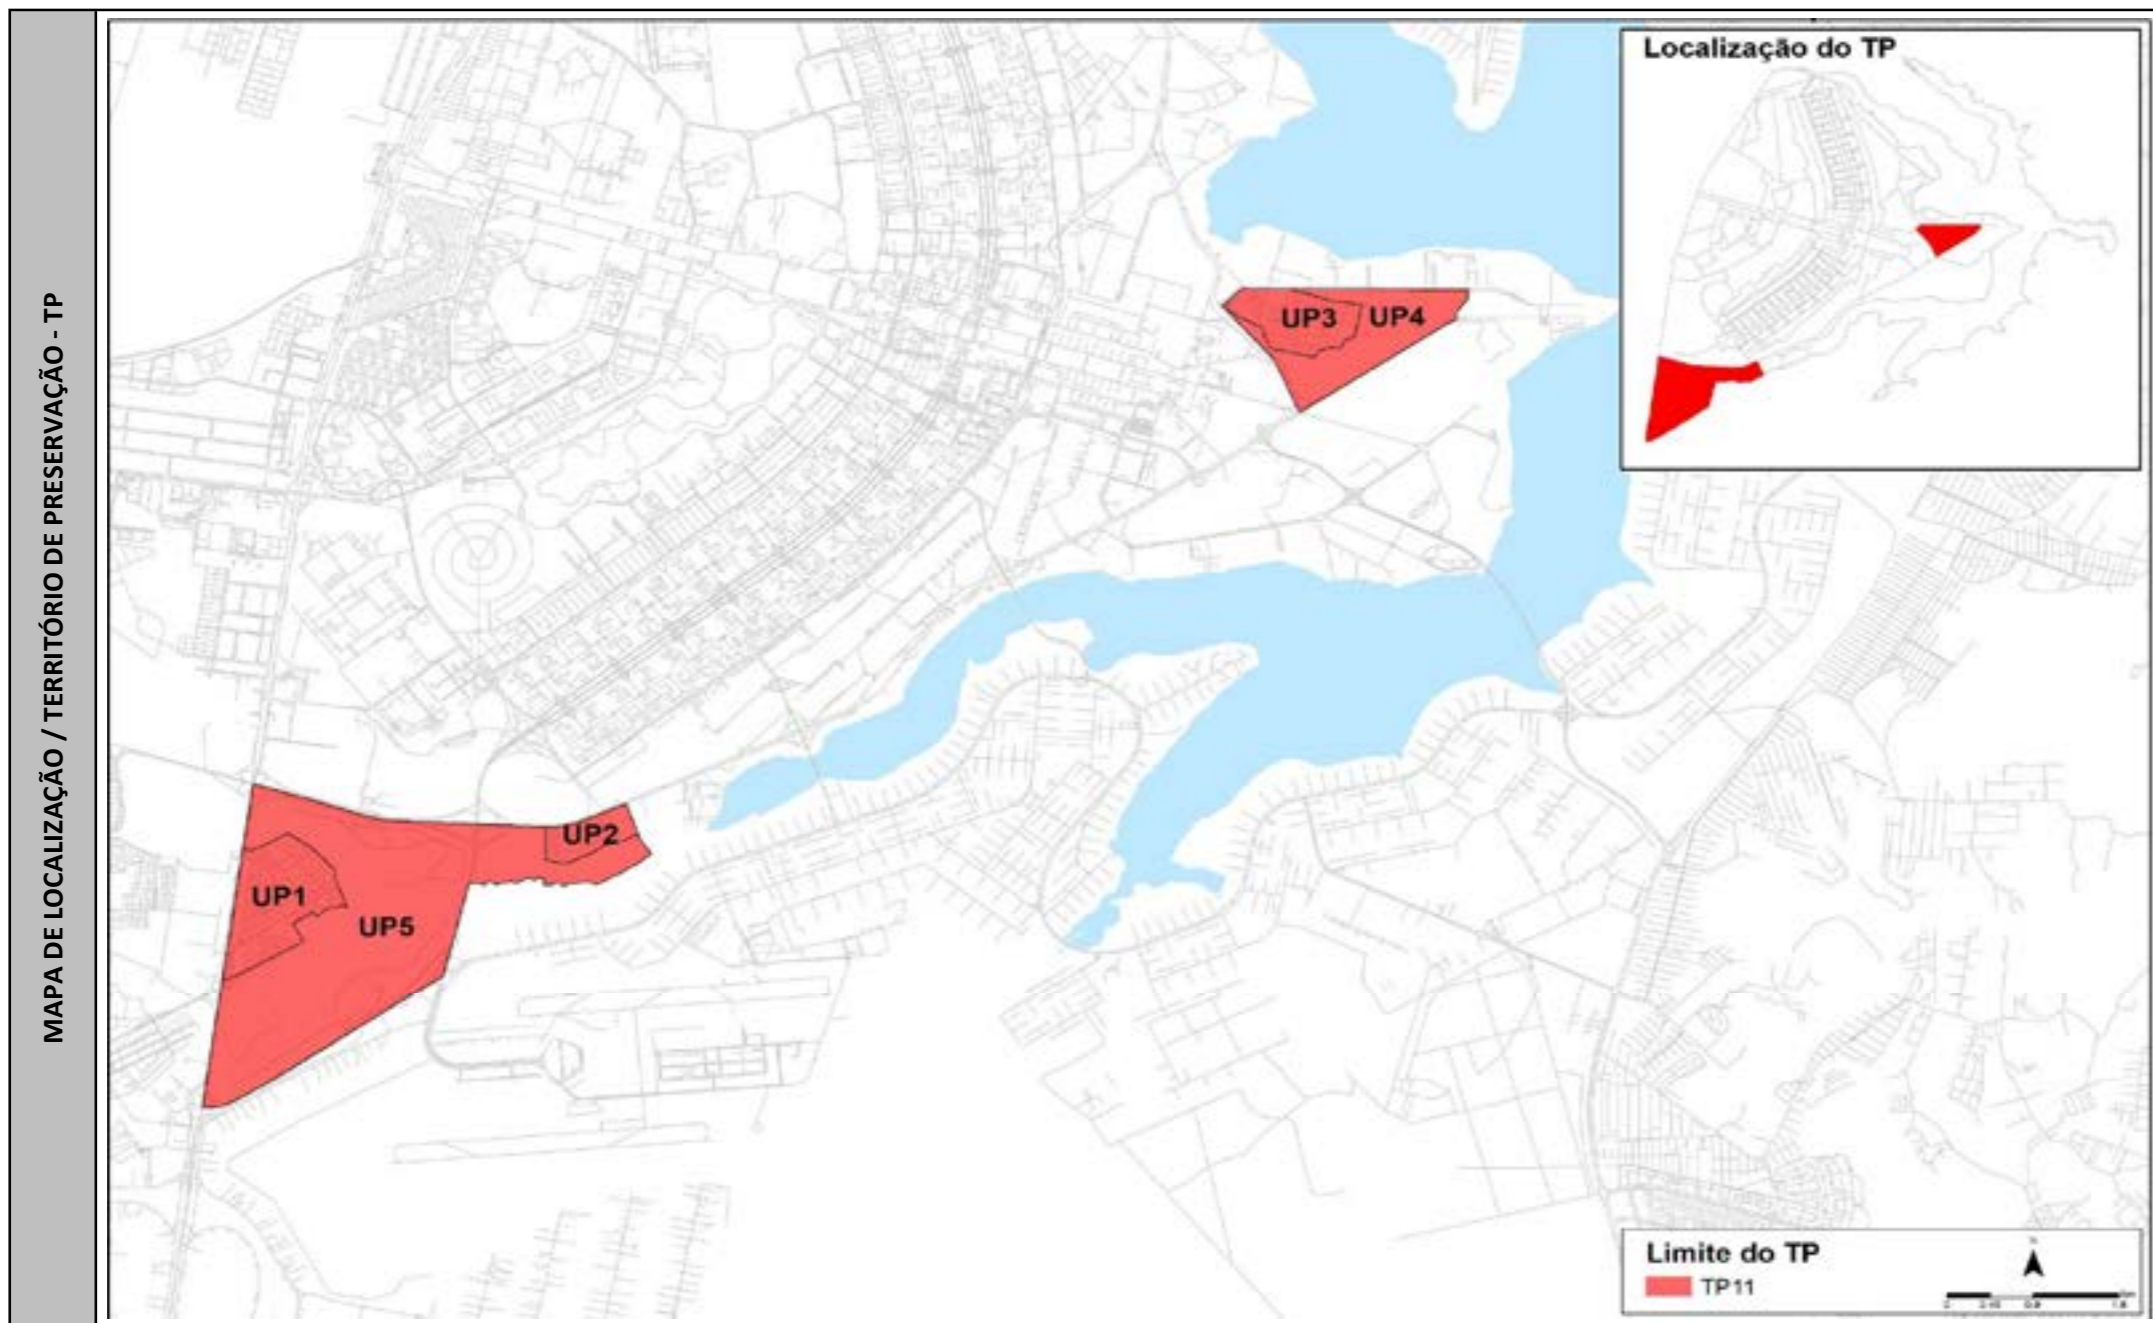 MAPA DE LOCALIZAÇÃO / TERRITÓRIO DE PRESERVAÇÃO - TP
Localização do TP
UP3
UP4
UP2
UP1
UP5
Limite do TP
TP11